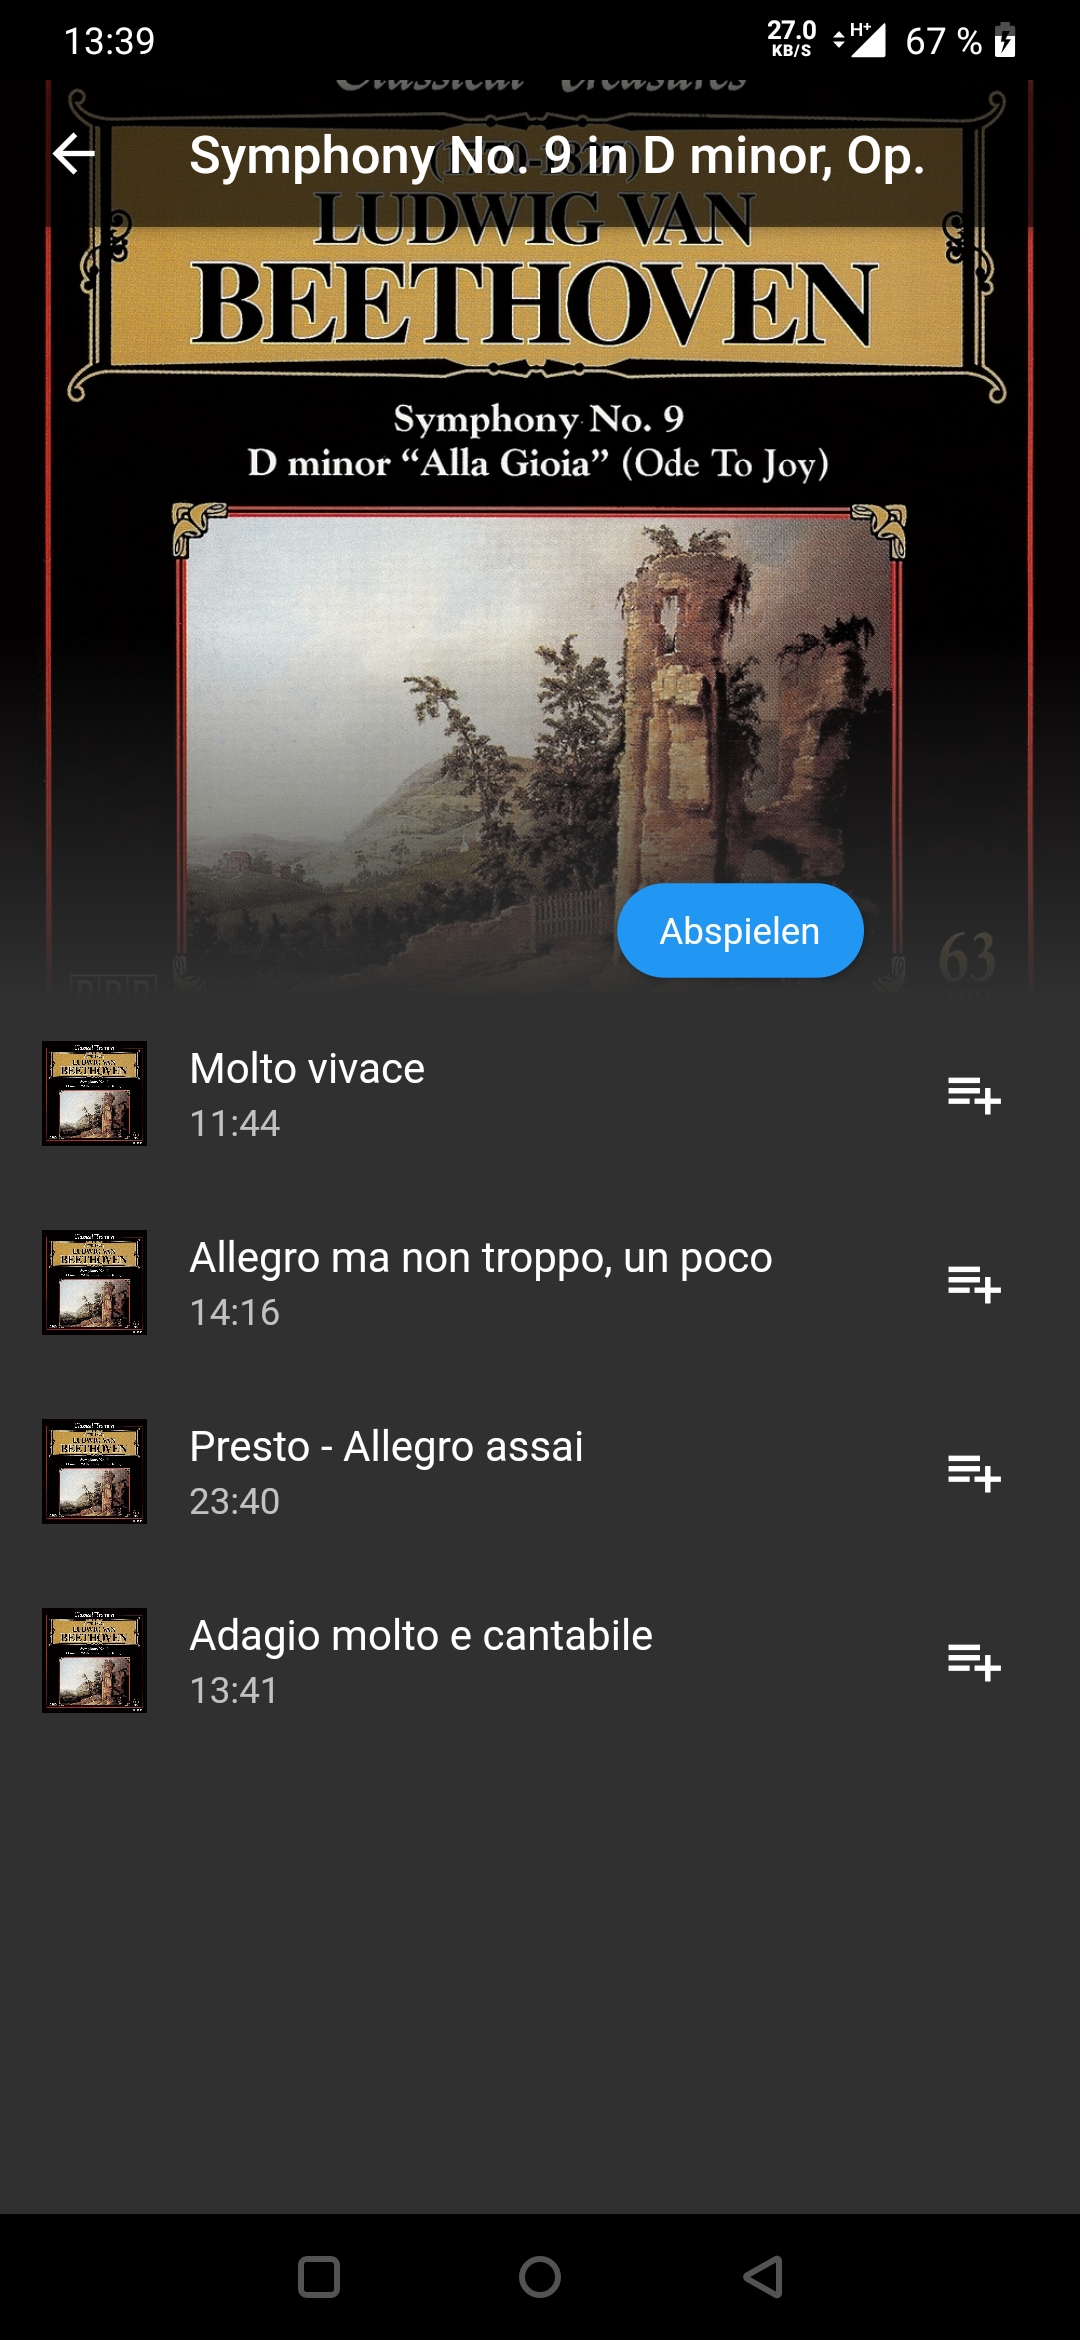 13:39
27.0
KB/S
H+
67 %
Classical Treasures
Symphony No. 9 in D minor, Op.
LUDWIG VAN
BEETHOVEN
Symphony No. 9
D minor “Alla Gioia” (Ode To Joy)
Abspielen
63
DDD
Molto vivace
11:44
Allegro ma non troppo, un poco
14:16
Presto - Allegro assai
23:40
Adagio molto e cantabile
13:41